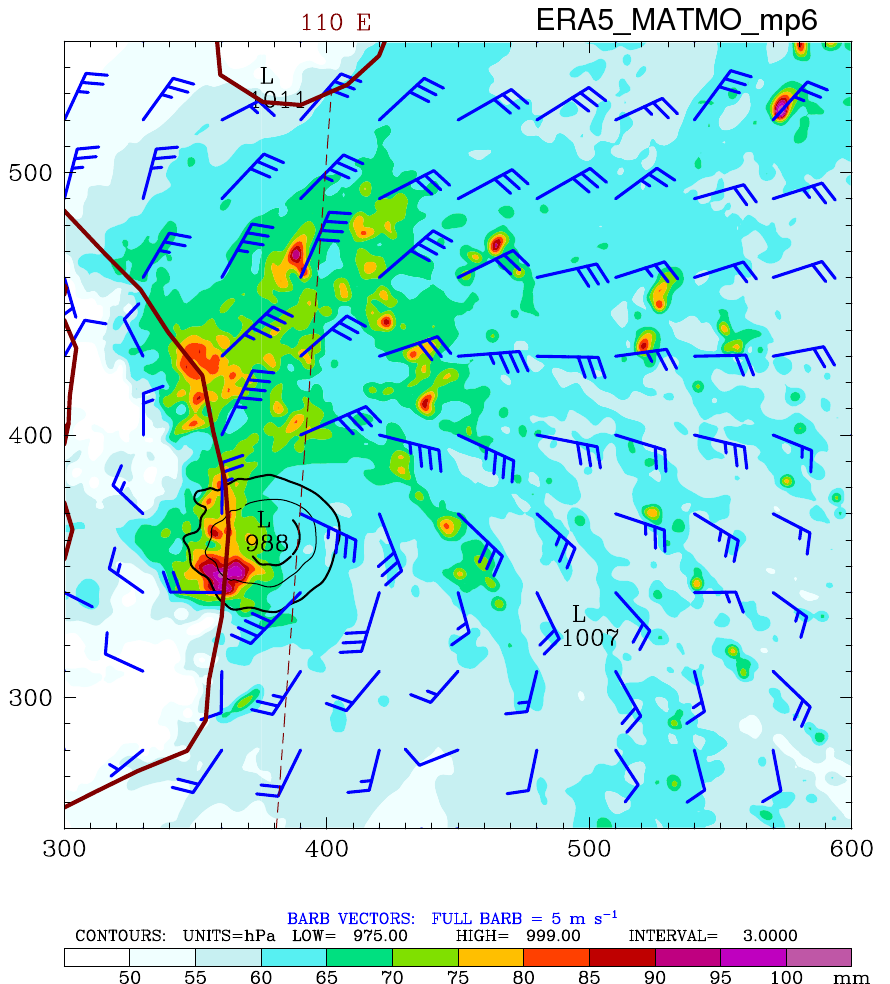 110 E ERA5_MATMO_mp6
L
1011
500
400
L
988
L
1007
300
300 400 500 600
BARB VECTORS: FULL BARB = 5 m s⁻¹
CONTOURS: UNITS=hPa LOW= 975.00 HIGH= 999.00 INTERVAL= 3.0000
50 55 60 65 70 75 80 85 90 95 100 mm